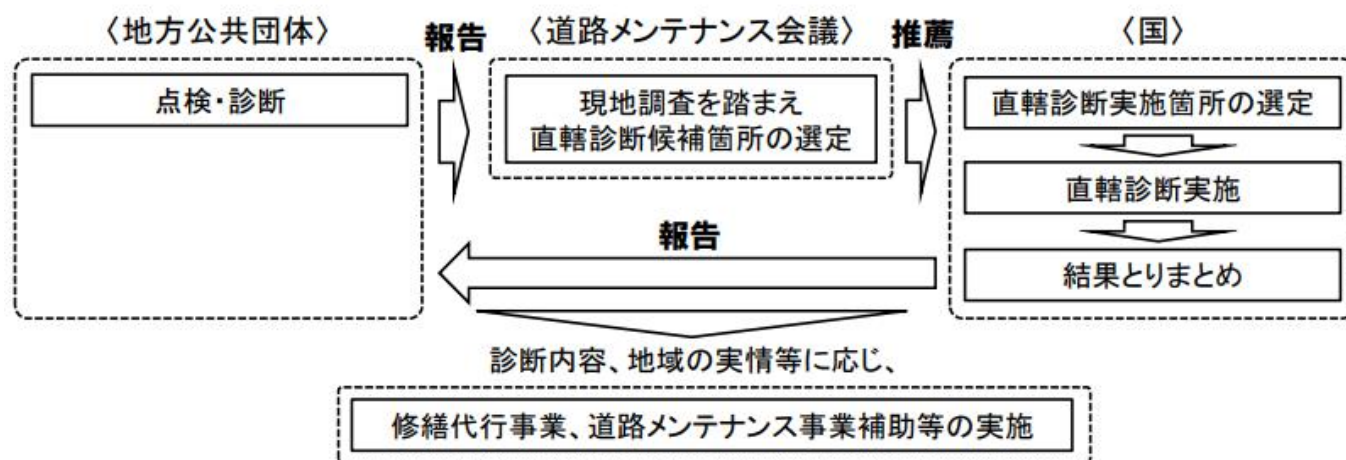 〈地方公共団体〉
報告
〈道路メンテナンス会議〉
推薦
〈国〉
点検・診断
現地調査を踏まえ
直轄診断候補箇所の選定
直轄診断実施箇所の選定
直轄診断実施
結果とりまとめ
報告
診断内容、地域の実情等に応じ、
修繕代行事業、道路メンテナンス事業補助等の実施